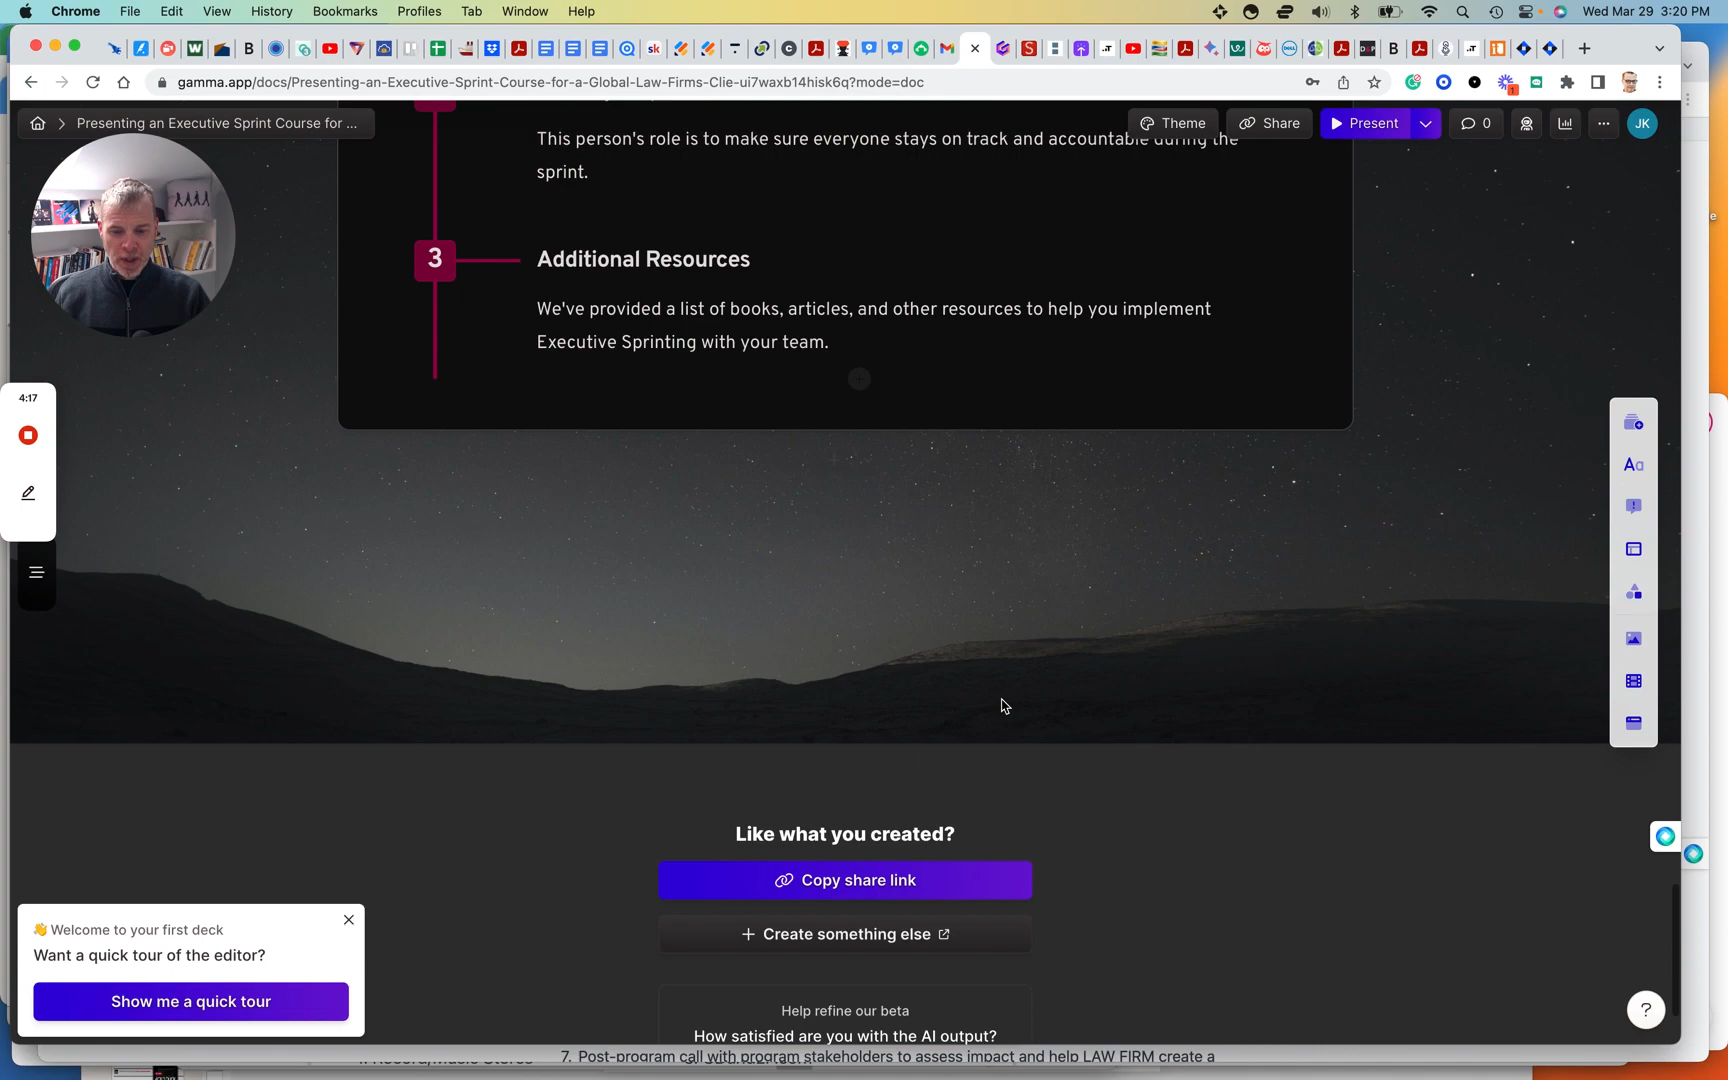 Chrome File Edit View History Bookmarks Profiles Tab Window Help Wed Mar 29 3:20 PM
gamma.app/docs/Presenting-an-Executive-Sprint-Course-for-a-Global-Law-Firms-Clie-ui7waxb14hisk6q?mode=doc
Presenting an Executive Sprint Course for ...
Theme Share Present 0 JK
This person's role is to make sure everyone stays on track and accountable during the
sprint.
3 Additional Resources
We've provided a list of books, articles, and other resources to help you implement
Executive Sprinting with your team.
4:17
Like what you created?
Copy share link
Create something else
Help refine our beta
How satisfied are you with the AI output?
👋 Welcome to your first deck
Want a quick tour of the editor?
Show me a quick tour
?
7. Post-program call with program stakeholders to assess impact and help LAW FIRM create a